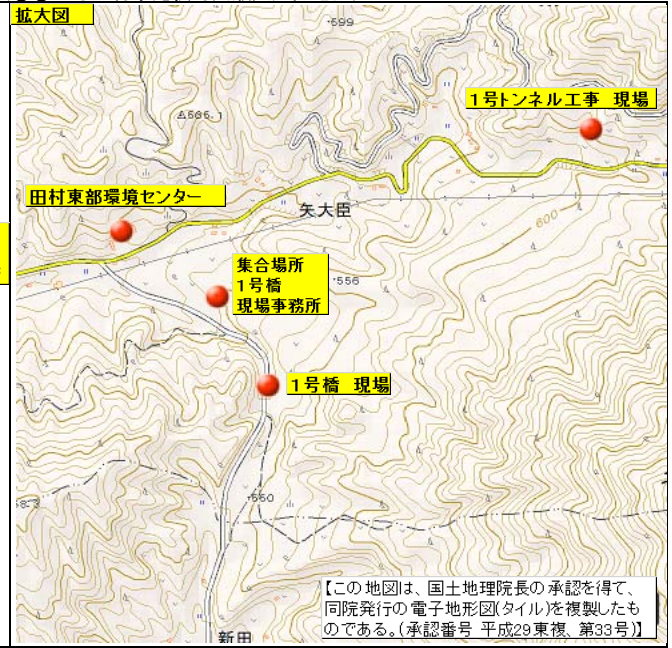 拡大図
・599
1号トンネル工事 現場
△566.1
田村東部環境センター
矢大臣
600
集合場所
1号橋
現場事務所
・556
1号橋 現場
・550
新田
【この地図は、国土地理院長の承認を得て、
同院発行の電子地形図(タイル)を複製したも
のである。(承認番号 平成29東複、第33号)】